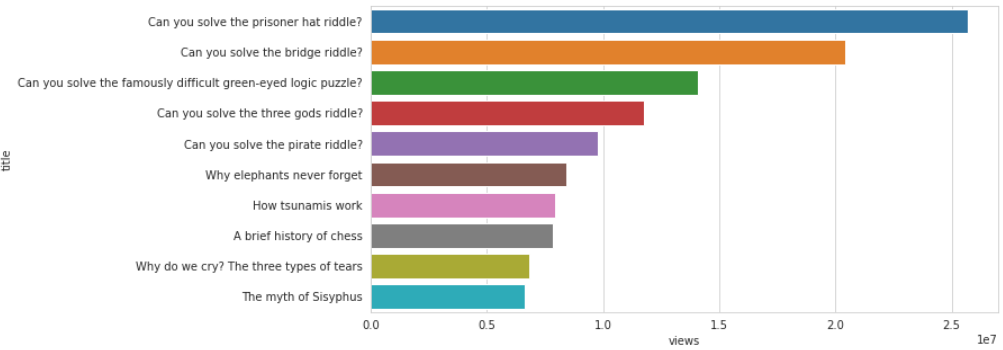 Can you solve the prisoner hat riddle?
Can you solve the bridge riddle?
Can you solve the famously difficult green-eyed logic puzzle?
Can you solve the three gods riddle?
Can you solve the pirate riddle?
title
Why elephants never forget
How tsunamis work
A brief history of chess
Why do we cry? The three types of tears
The myth of Sisyphus
0.0 0.5 1.0 1.5 2.0 2.5
views
1e7